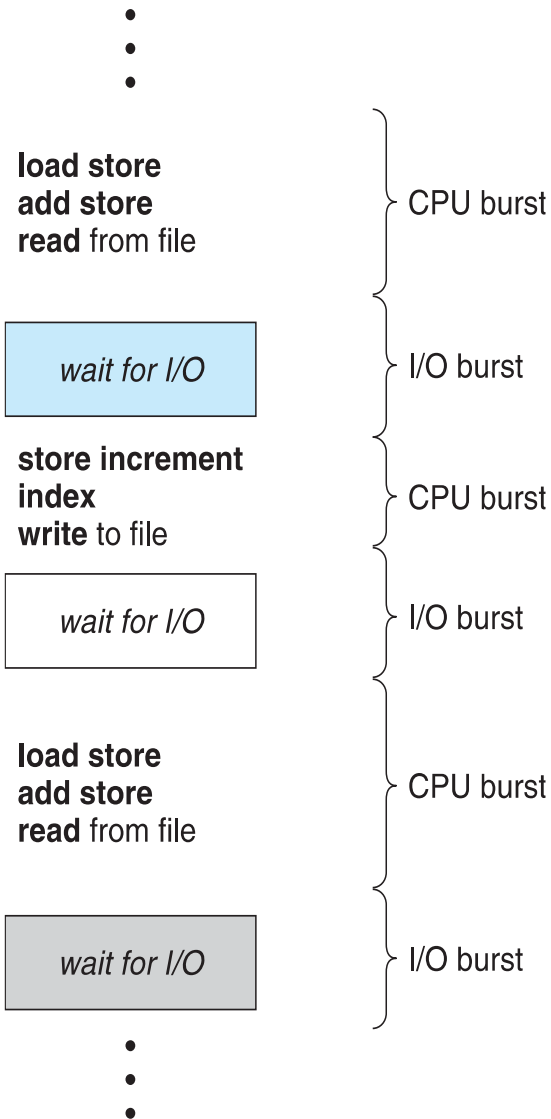 load store
add store
read from file
CPU burst
wait for I/O
I/O burst
store increment
index
write to file
CPU burst
wait for I/O
I/O burst
load store
add store
read from file
CPU burst
wait for I/O
I/O burst